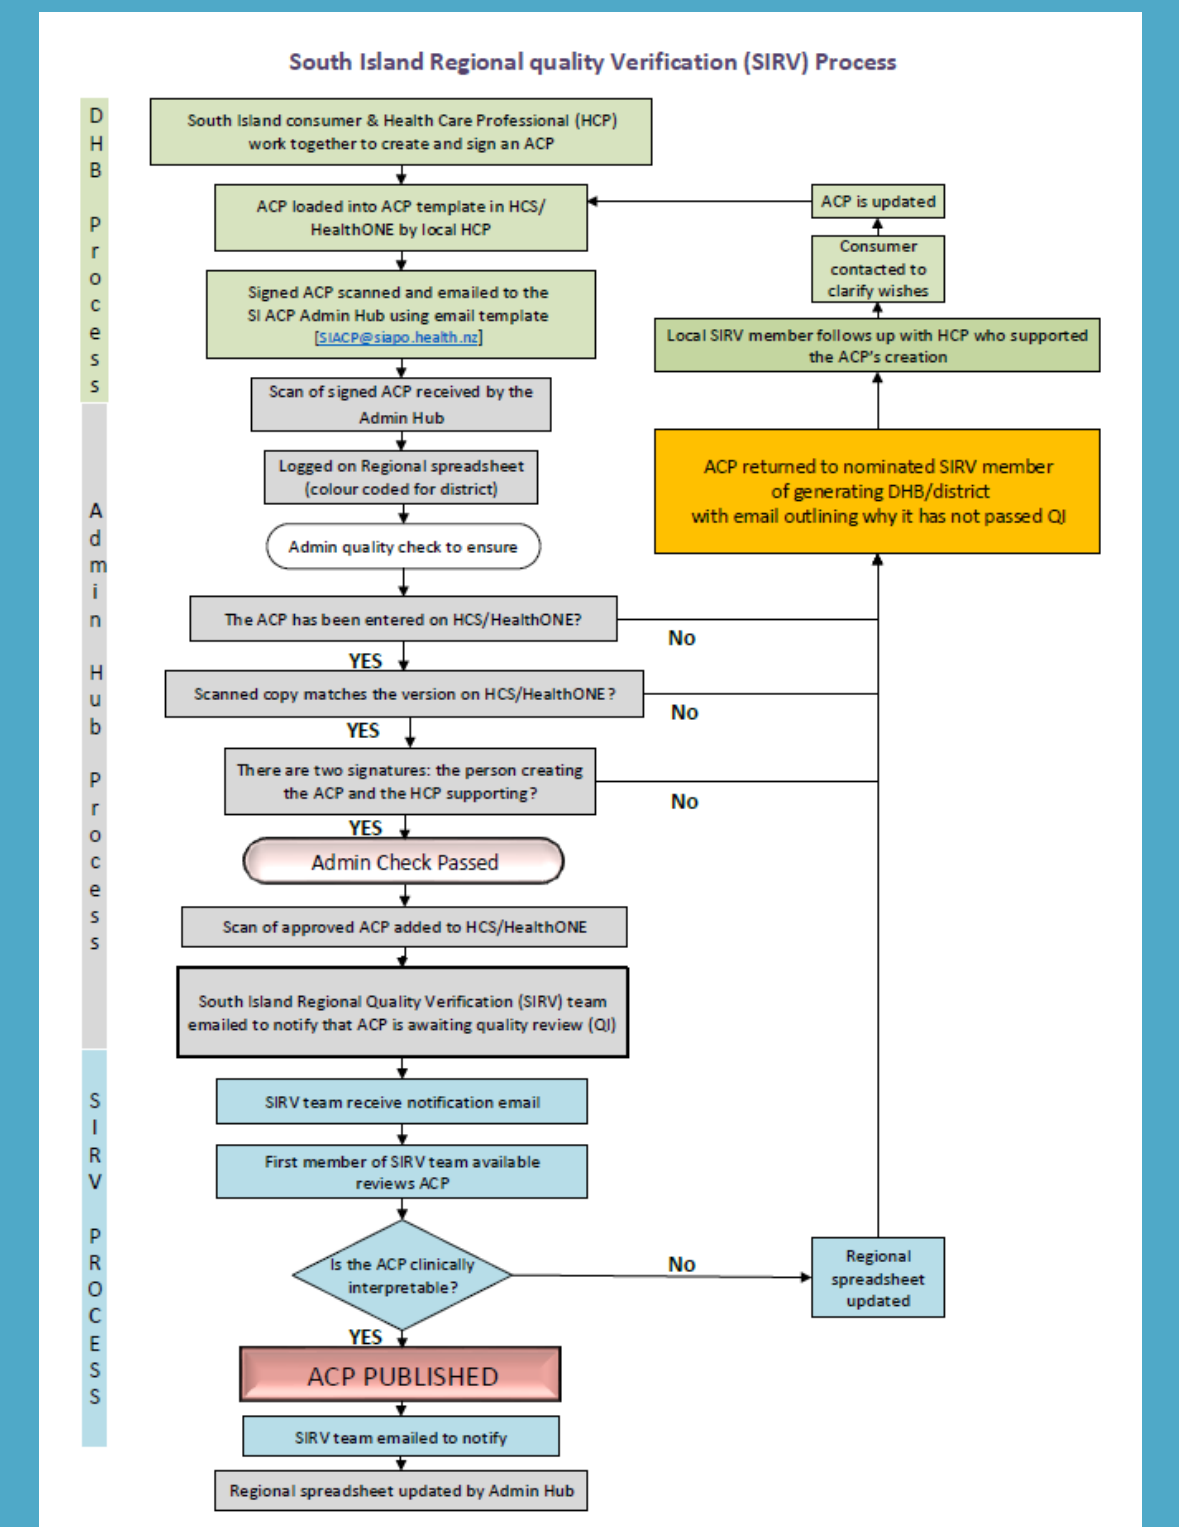 South Island Regional quality Verification (SIRV) Process
DHB Process
South Island consumer & Health Care Professional (HCP)
work together to create and sign an ACP
ACP loaded into ACP template in HCS/
HealthONE by local HCP
ACP is updated
Consumer
contacted to
clarify wishes
Signed ACP scanned and emailed to the
SI ACP Admin Hub using email template
[SIACP@siapo.health.nz]
Local SIRV member follows up with HCP who supported
the ACP's creation
Admin Hub Process
Scan of signed ACP received by the
Admin Hub
Logged on Regional spreadsheet
(colour coded for district)
ACP returned to nominated SIRV member
of generating DHB/district
with email outlining why it has not passed QI
Admin quality check to ensure
The ACP has been entered on HCS/HealthONE?
No
YES
Scanned copy matches the version on HCS/HealthONE?
No
YES
There are two signatures: the person creating
the ACP and the HCP supporting?
No
YES
Admin Check Passed
Scan of approved ACP added to HCS/HealthONE
South Island Regional Quality Verification (SIRV) team
emailed to notify that ACP is awaiting quality review (QI)
SIRV PROCESS
SIRV team receive notification email
First member of SIRV team available
reviews ACP
Is the ACP clinically
interpretable?
No
Regional
spreadsheet
updated
YES
ACP PUBLISHED
SIRV team emailed to notify
Regional spreadsheet updated by Admin Hub